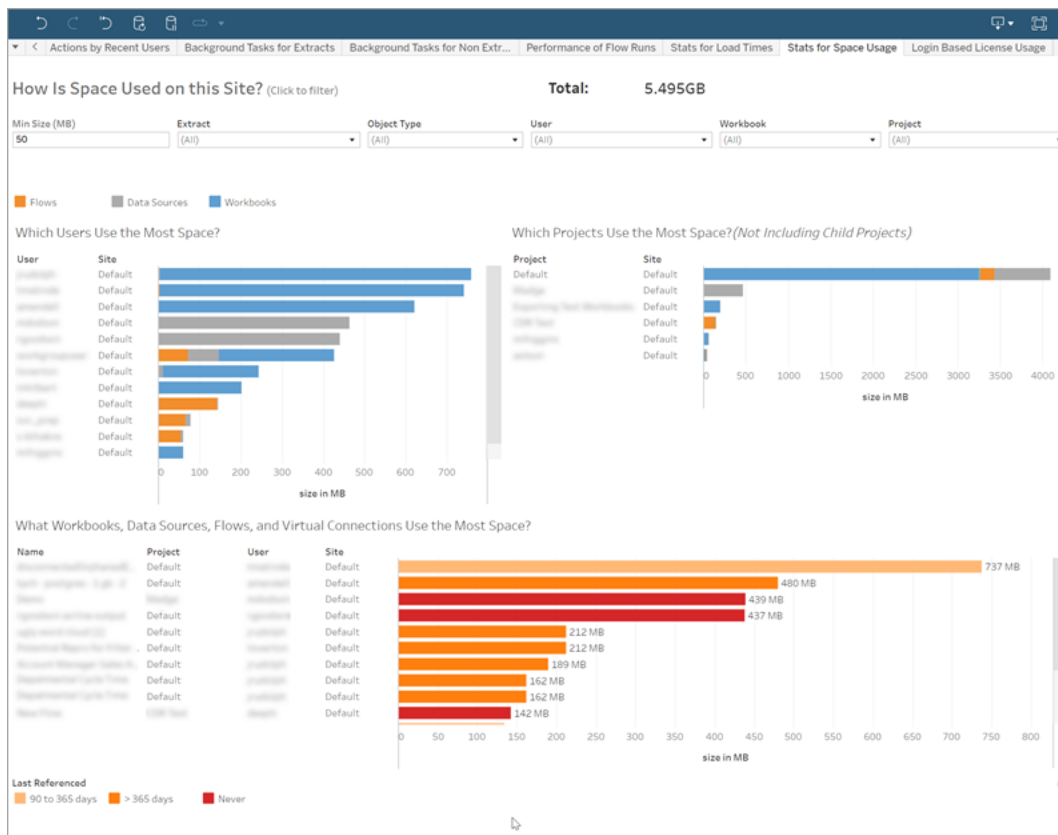 Actions by Recent Users Background Tasks for Extracts Background Tasks for Non Extr... Performance of Flow Runs Stats for Load Times Stats for Space Usage Login Based License Usage
How Is Space Used on this Site? (Click to filter) Total: 5.495GB
Min Size (MB) Extract Object Type User Workbook Project
50 (All) (All) (All) (All) (All)
Flows Data Sources Workbooks
Which Users Use the Most Space?
User Site
Default
Default
Default
Default
Default
Default
Default
Default
Default
Default
Default
Default
0 100 200 300 400 500 600 700
size in MB
Which Projects Use the Most Space?(Not Including Child Projects)
Project Site
Default Default
Default
Default
Default
Default
Default
0 500 1000 1500 2000 2500 3000 3500 4000
size in MB
What Workbooks, Data Sources, Flows, and Virtual Connections Use the Most Space?
Name Project User Site
Default Default 737 MB
Default Default 480 MB
Default 439 MB
Default Default 437 MB
Default Default 212 MB
Default Default 212 MB
Default Default 189 MB
Default Default 162 MB
Default Default 162 MB
Default 142 MB
0 50 100 150 200 250 300 350 400 450 500 550 600 650 700 750 800
size in MB
Last Referenced
90 to 365 days > 365 days Never